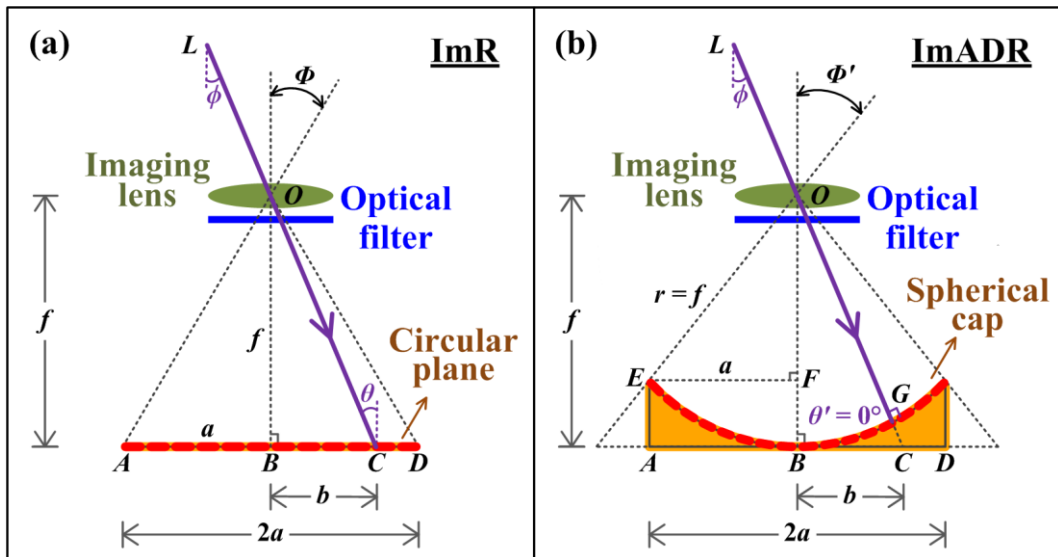 (a)
ImR
L
ϕ
Φ
Imaging
lens
O
Optical
filter
f
f
Circular
plane
θ
a
A
B
C
D
b
2a
(b)
ImADR
L
ϕ
Φ′
Imaging
lens
O
Optical
filter
f
r = f
Spherical
cap
E
a
F
G
θ′ = 0°
A
B
C
D
b
2a